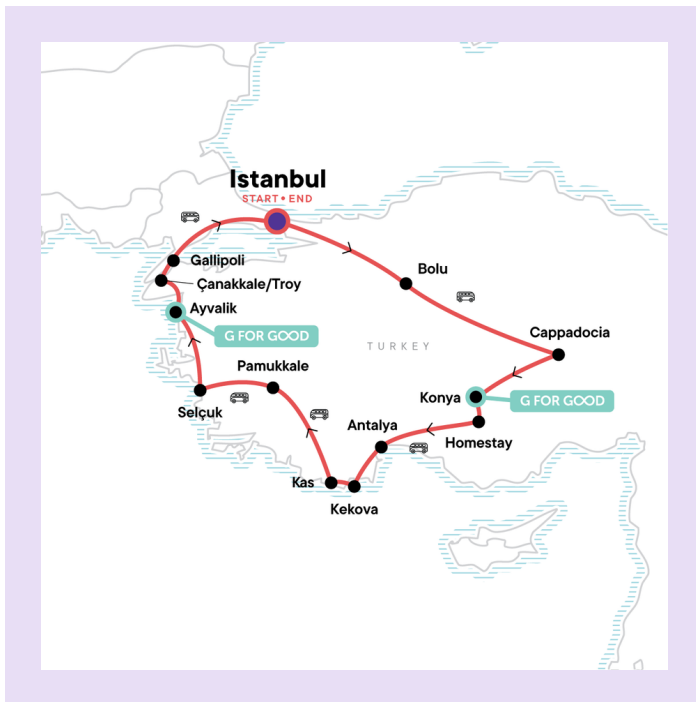 Istanbul
START • END
Gallipoli
Bolu
Çanakkale/Troy
Ayvalik
G FOR GOOD
Cappadocia
TURKEY
Pamukkale
Konya
G FOR GOOD
Selçuk
Antalya
Homestay
Kas
Kekova